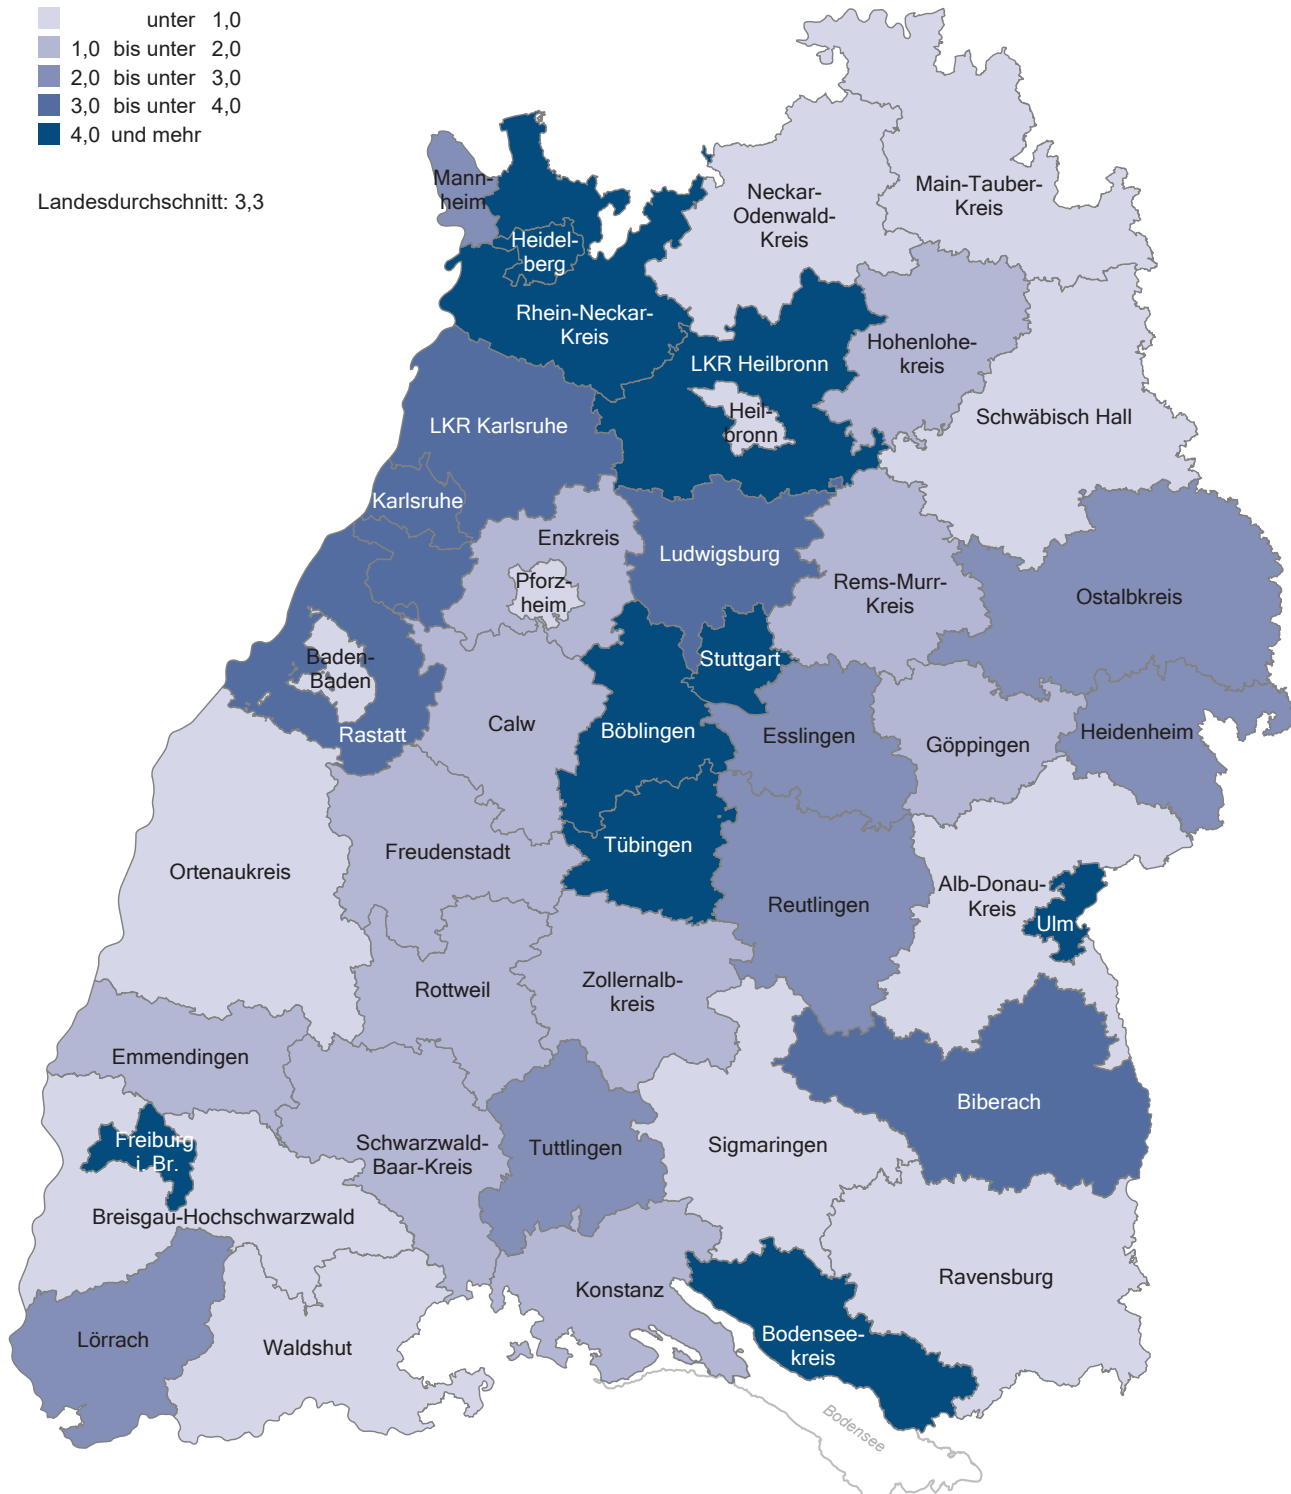 unter 1,0
1,0 bis unter 2,0
2,0 bis unter 3,0
3,0 bis unter 4,0
4,0 und mehr
Landesdurchschnitt: 3,3
Mann-
heim
Heidel-
berg
Rhein-Neckar-
Kreis
Neckar-
Odenwald-
Kreis
Main-Tauber-
Kreis
LKR Heilbronn
Heil-
bronn
Hohenlohe-
kreis
Schwäbisch Hall
LKR Karlsruhe
Karlsruhe
Enzkreis
Pforz-
heim
Ludwigsburg
Rems-Murr-
Kreis
Ostalbkreis
Baden-
Baden
Rastatt
Calw
Böblingen
Stuttgart
Esslingen
Göppingen
Heidenheim
Ortenaukreis
Freudenstadt
Tübingen
Reutlingen
Alb-Donau-
Kreis
Ulm
Rottweil
Zollernalb-
kreis
Emmendingen
Biberach
Freiburg
i. Br.
Schwarzwald-
Baar-Kreis
Tuttlingen
Sigmaringen
Breisgau-Hochschwarzwald
Konstanz
Ravensburg
Lörrach
Waldshut
Bodensee-
kreis
Bodensee